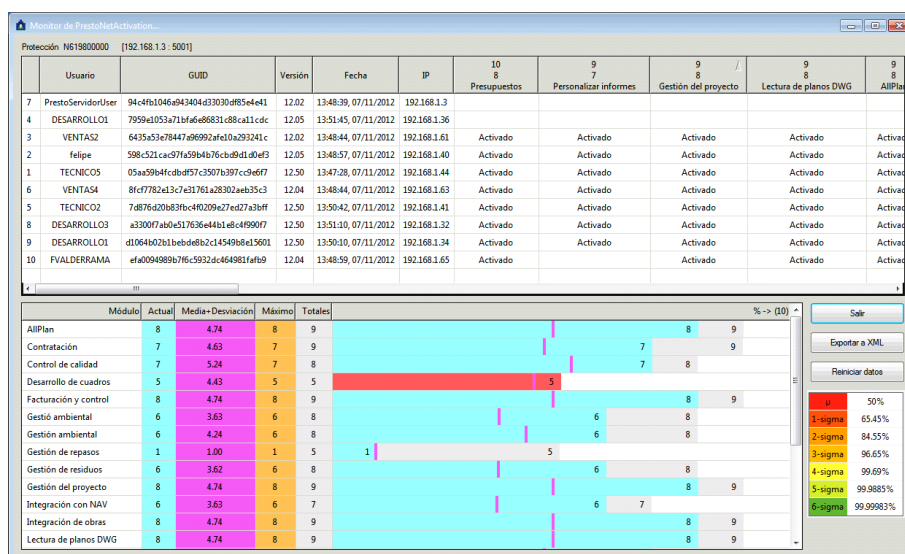 Monitor de PrestoNetActivation...
Protección N619800000 [192.168.1.3 : 5001]
Usuario GUID Versión Fecha IP 10 8 Presupuestos 9 7 Personalizar informes 9 8 Gestión del proyecto 9 8 Lectura de planos DWG 9 8 AllPlan
7 PrestoServidorUser 94c4fb1046a943404d33030df85e4e41 12.02 13:48:39, 07/11/2012 192.168.1.3
4 DESARROLLO1 7959e1053a71bfa6e86831c88ca11cdc 12.05 13:51:45, 07/11/2012 192.168.1.36
3 VENTAS2 6435a53e78447a96992afe10a293241c 12.02 13:48:44, 07/11/2012 192.168.1.61 Activado Activado Activado Activado Activac
2 felipe 598c521cac97fa59b4b76cbd9d1d0ef3 12.05 13:48:57, 07/11/2012 192.168.1.40 Activado Activado Activado Activado Activac
1 TECNICO5 05aa59b4fcdbdf57c3507b397cc9e6f7 12.50 13:47:28, 07/11/2012 192.168.1.44 Activado Activado Activado Activado Activac
6 VENTAS4 8fcf7782e13c7e31761a28302aeb35c3 12.04 13:48:44, 07/11/2012 192.168.1.63 Activado Activado Activado Activado Activac
5 TECNICO2 7d876d20b83fbc4f0209e27ed27a3bff 12.50 13:50:42, 07/11/2012 192.168.1.41 Activado Activado Activado Activado Activac
8 DESARROLLO3 a3300f7ab0e517636e44b1e8c4f990f7 12.50 13:51:10, 07/11/2012 192.168.1.32 Activado Activado Activado Activado Activac
9 DESARROLLO1 d1064b02b1bebde8b2c14549b8e15601 12.50 13:50:10, 07/11/2012 192.168.1.34 Activado Activado Activado Activado Activac
10 FVALDERRAMA efa0094989b7f6c5932dc464981fafb9 12.04 13:48:59, 07/11/2012 192.168.1.65 Activado Activado Activado Activac
Módulo Actual Media+Desviación Máximo Totales % -> (10)
AllPlan 8 4.74 8 9 8 9
Contratación 7 4.63 7 9 7 9
Control de calidad 7 5.24 7 8 7 8
Desarrollo de cuadros 5 4.43 5 5 5
Facturación y control 8 4.74 8 9 8 9
Gestió ambiental 6 3.63 6 8 6 8
Gestión ambiental 6 4.24 6 8 6 8
Gestión de repasos 1 1.00 1 5 1 5
Gestión de residuos 6 3.62 6 8 6 8
Gestión del proyecto 8 4.74 8 9 8 9
Integración con NAV 6 3.63 6 7 6 7
Integración de obras 8 4.74 8 9 8 9
Lectura de planos DWG 8 4.74 8 9 8 9
Salir
Exportar a XML
Reiniciar datos
μ 50%
1-sigma 65.45%
2-sigma 84.55%
3-sigma 96.65%
4-sigma 99.69%
5-sigma 99.9885%
6-sigma 99.99983%